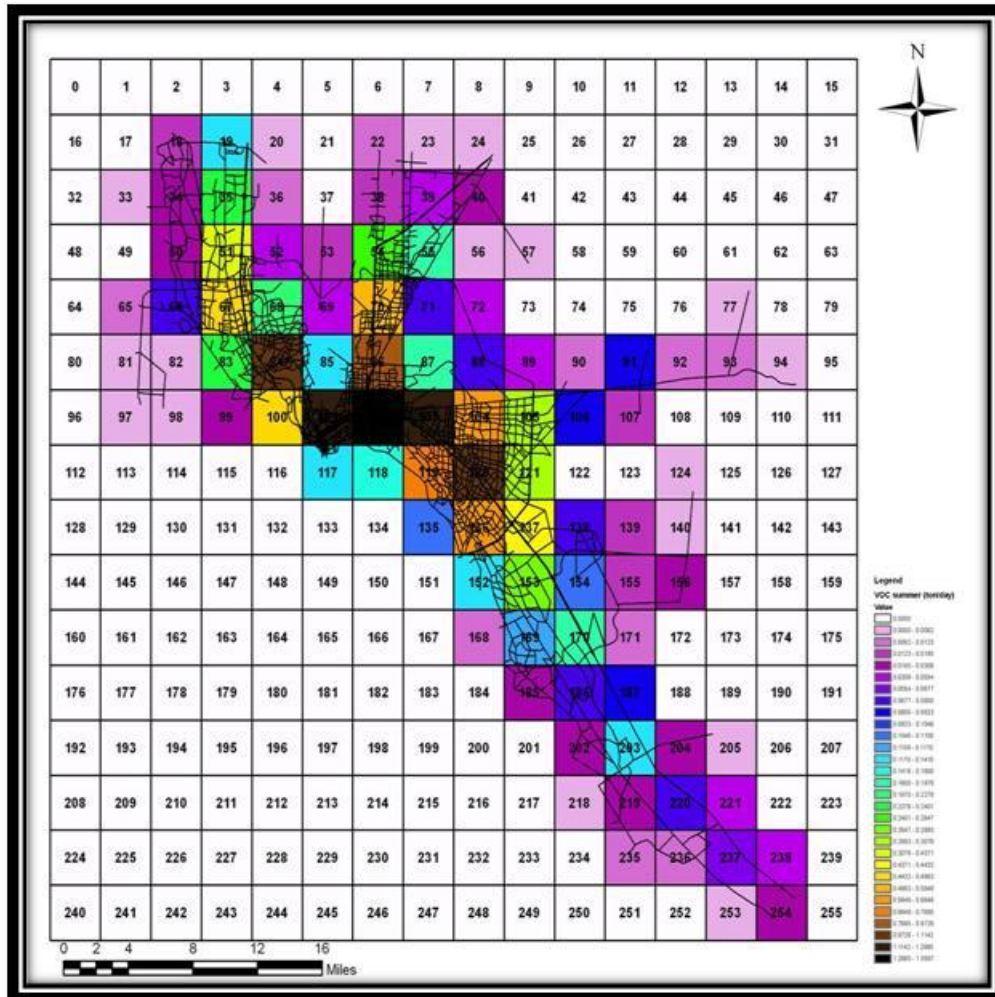 N
0 1 2 3 4 5 6 7 8 9 10 11 12 13 14 15
16 17 18 19 20 21 22 23 24 25 26 27 28 29 30 31
32 33 34 35 36 37 38 39 40 41 42 43 44 45 46 47
48 49 50 51 52 53 54 55 56 57 58 59 60 61 62 63
64 65 66 67 68 69 71 72 73 74 75 76 77 78 79
80 81 82 83 85 86 87 88 89 90 91 92 93 94 95
96 97 98 99 100 103 104 105 106 107 108 109 110 111
112 113 114 115 116 117 118 119 121 122 123 124 125 126 127
128 129 130 131 132 133 134 135 136 137 138 139 140 141 142 143
144 145 146 147 148 149 150 151 152 153 154 155 156 157 158 159
160 161 162 163 164 165 166 167 168 169 170 171 172 173 174 175
176 177 178 179 180 181 182 183 184 185 186 187 188 189 190 191
192 193 194 195 196 197 198 199 200 201 202 203 204 205 206 207
208 209 210 211 212 213 214 215 216 217 218 219 220 221 222 223
224 225 226 227 228 229 230 231 232 233 234 235 236 237 238 239
240 241 242 243 244 245 246 247 248 249 250 251 252 253 254 255
Legend
VOC summer (ton/day)
Value
0 2 4 8 12 16
Miles